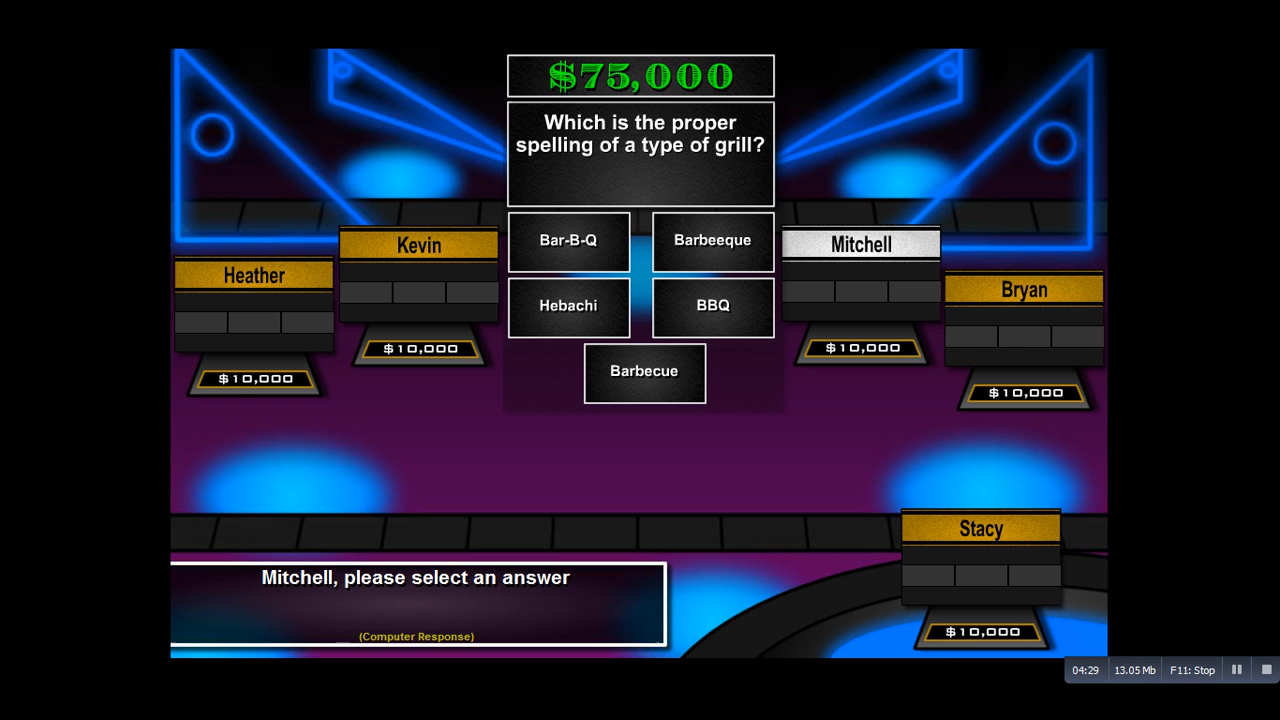 $75,000
Which is the proper
spelling of a type of grill?
Bar-B-Q
Barbeeque
Hebachi
BBQ
Barbecue
Heather
$10,000
Kevin
$10,000
Mitchell
$10,000
Bryan
$10,000
Stacy
$10,000
Mitchell, please select an answer
(Computer Response)
04:29 13.05 Mb F11: Stop